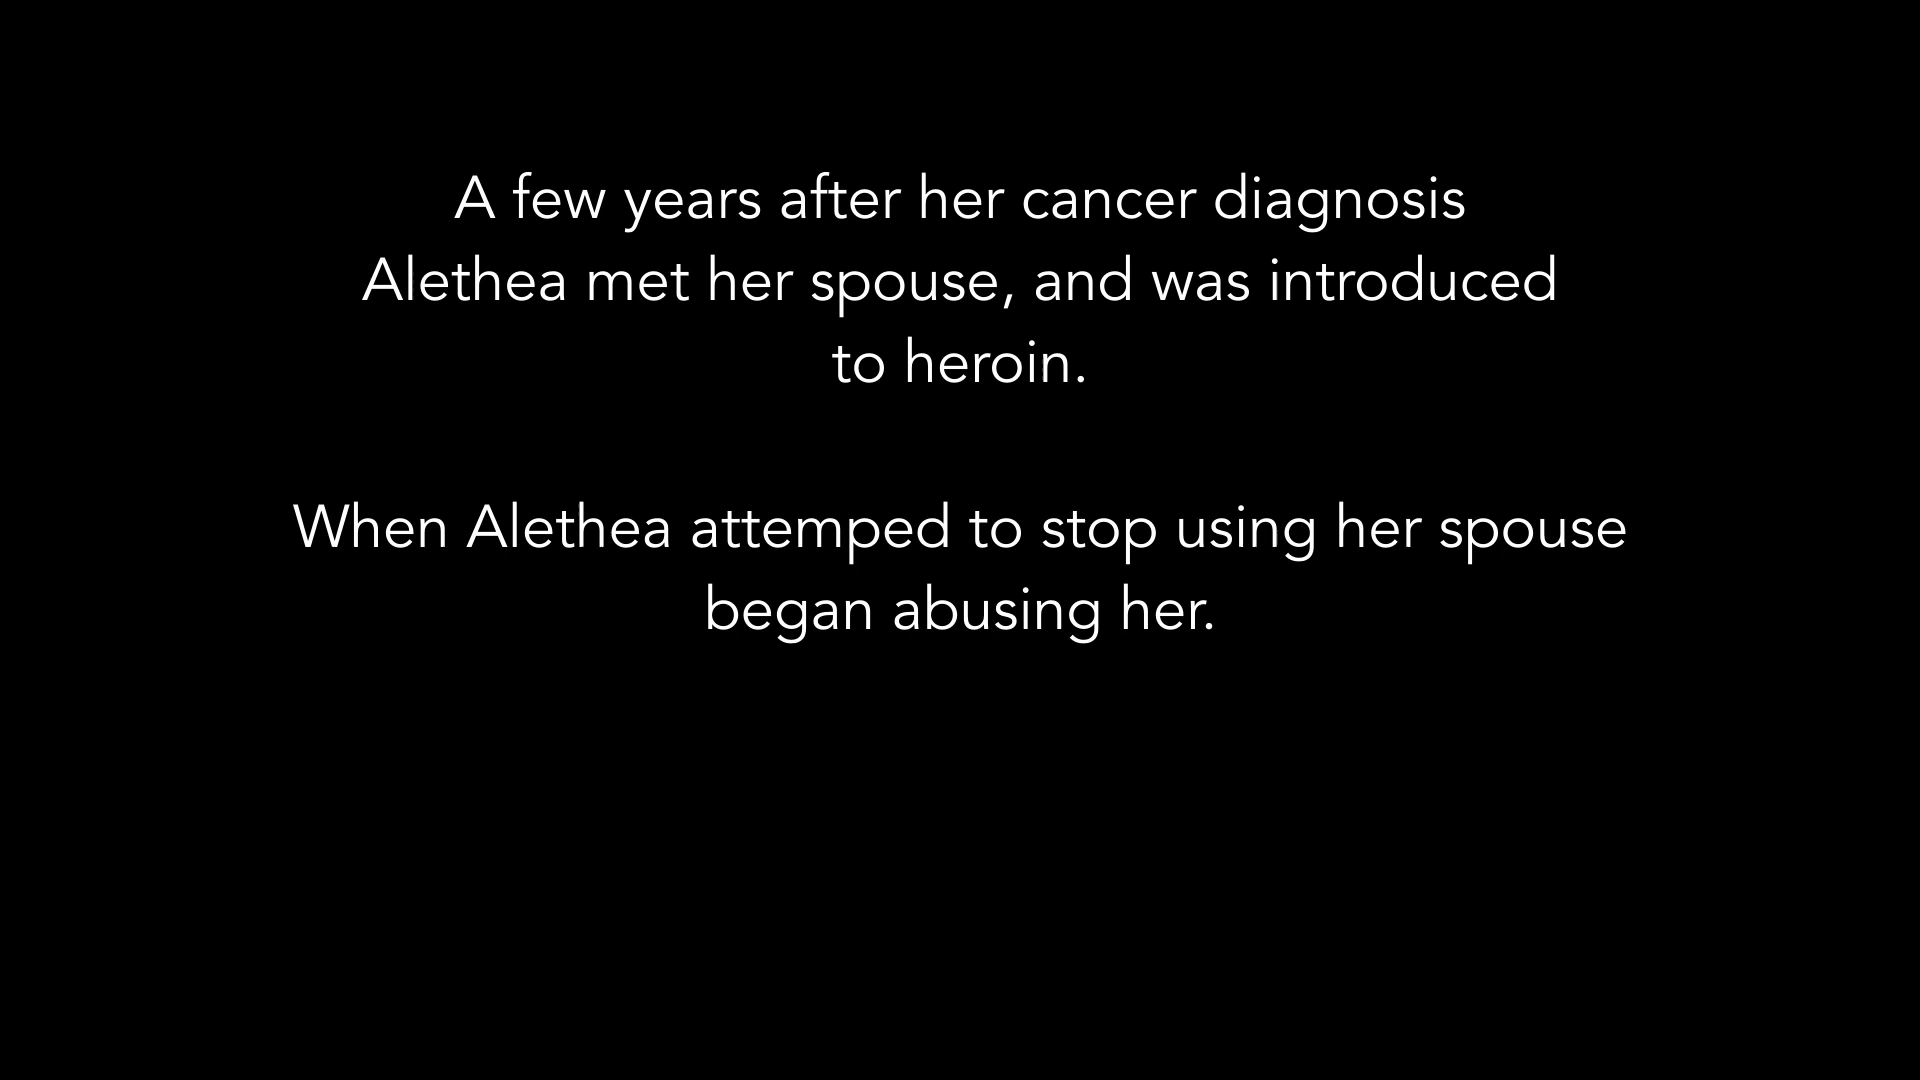 A few years after her cancer diagnosis
Alethea met her spouse, and was introduced
to heroin.
When Alethea attemped to stop using her spouse
began abusing her.